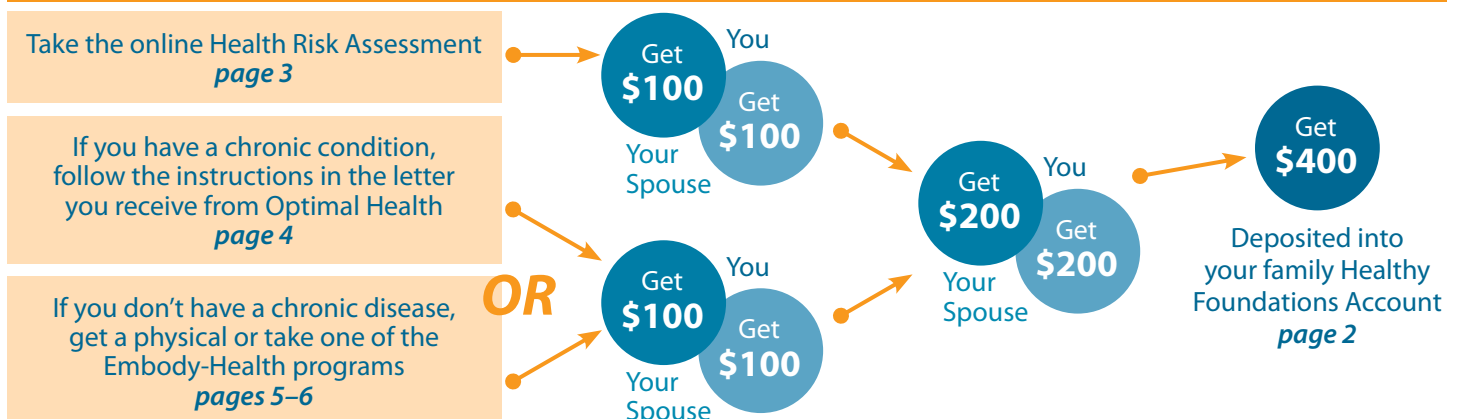 Take the online Health Risk Assessment
page 3
If you have a chronic condition,
follow the instructions in the letter
you receive from Optimal Health
page 4
If you don’t have a chronic disease,
get a physical or take one of the
Embody-Health programs
pages 5–6
OR
You
Get
$100
Get
$100
Your
Spouse
You
Get
$100
Get
$100
Your
Spouse
You
Get
$200
Get
$200
Your
Spouse
Get
$400
Deposited into
your family Healthy
Foundations Account
page 2